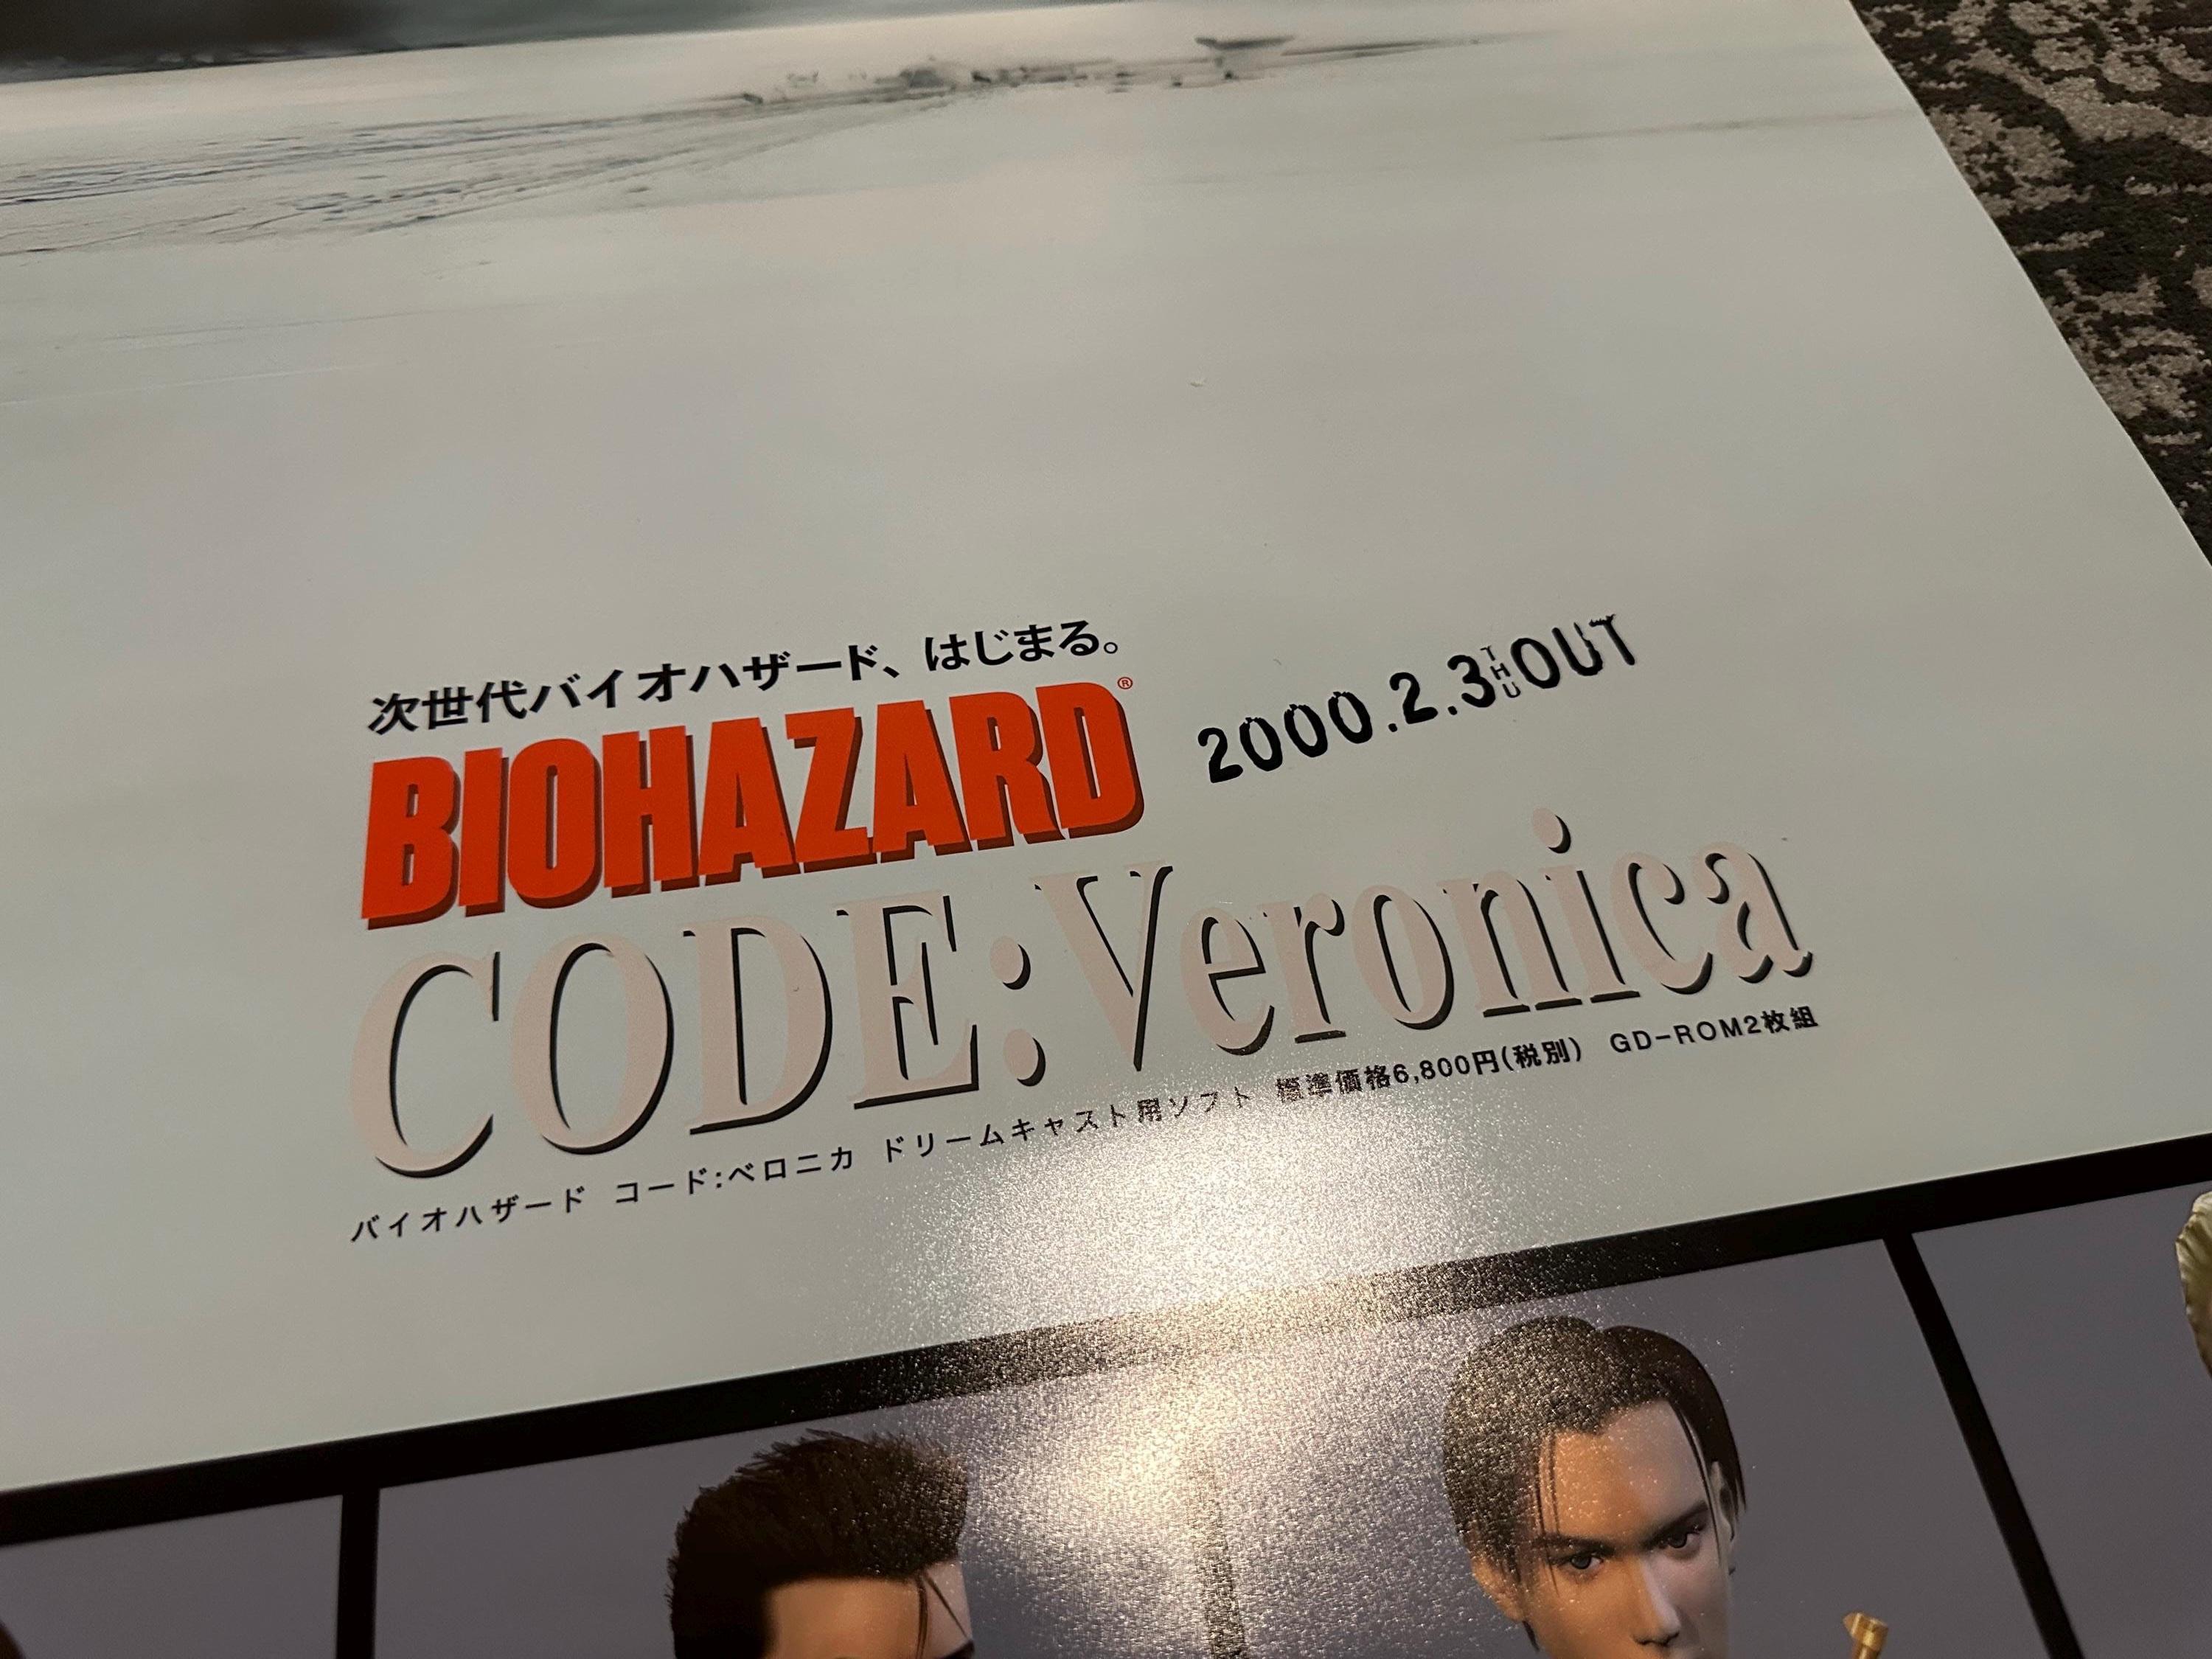 次世代バイオハザード、はじまる。
BIOHAZARD®
2000.2.3 THU OUT
CODE:Veronica
バイオハザード コード:ベロニカ ドリームキャスト用ソフト 標準価格6,800円(税別) GD-ROM2枚組